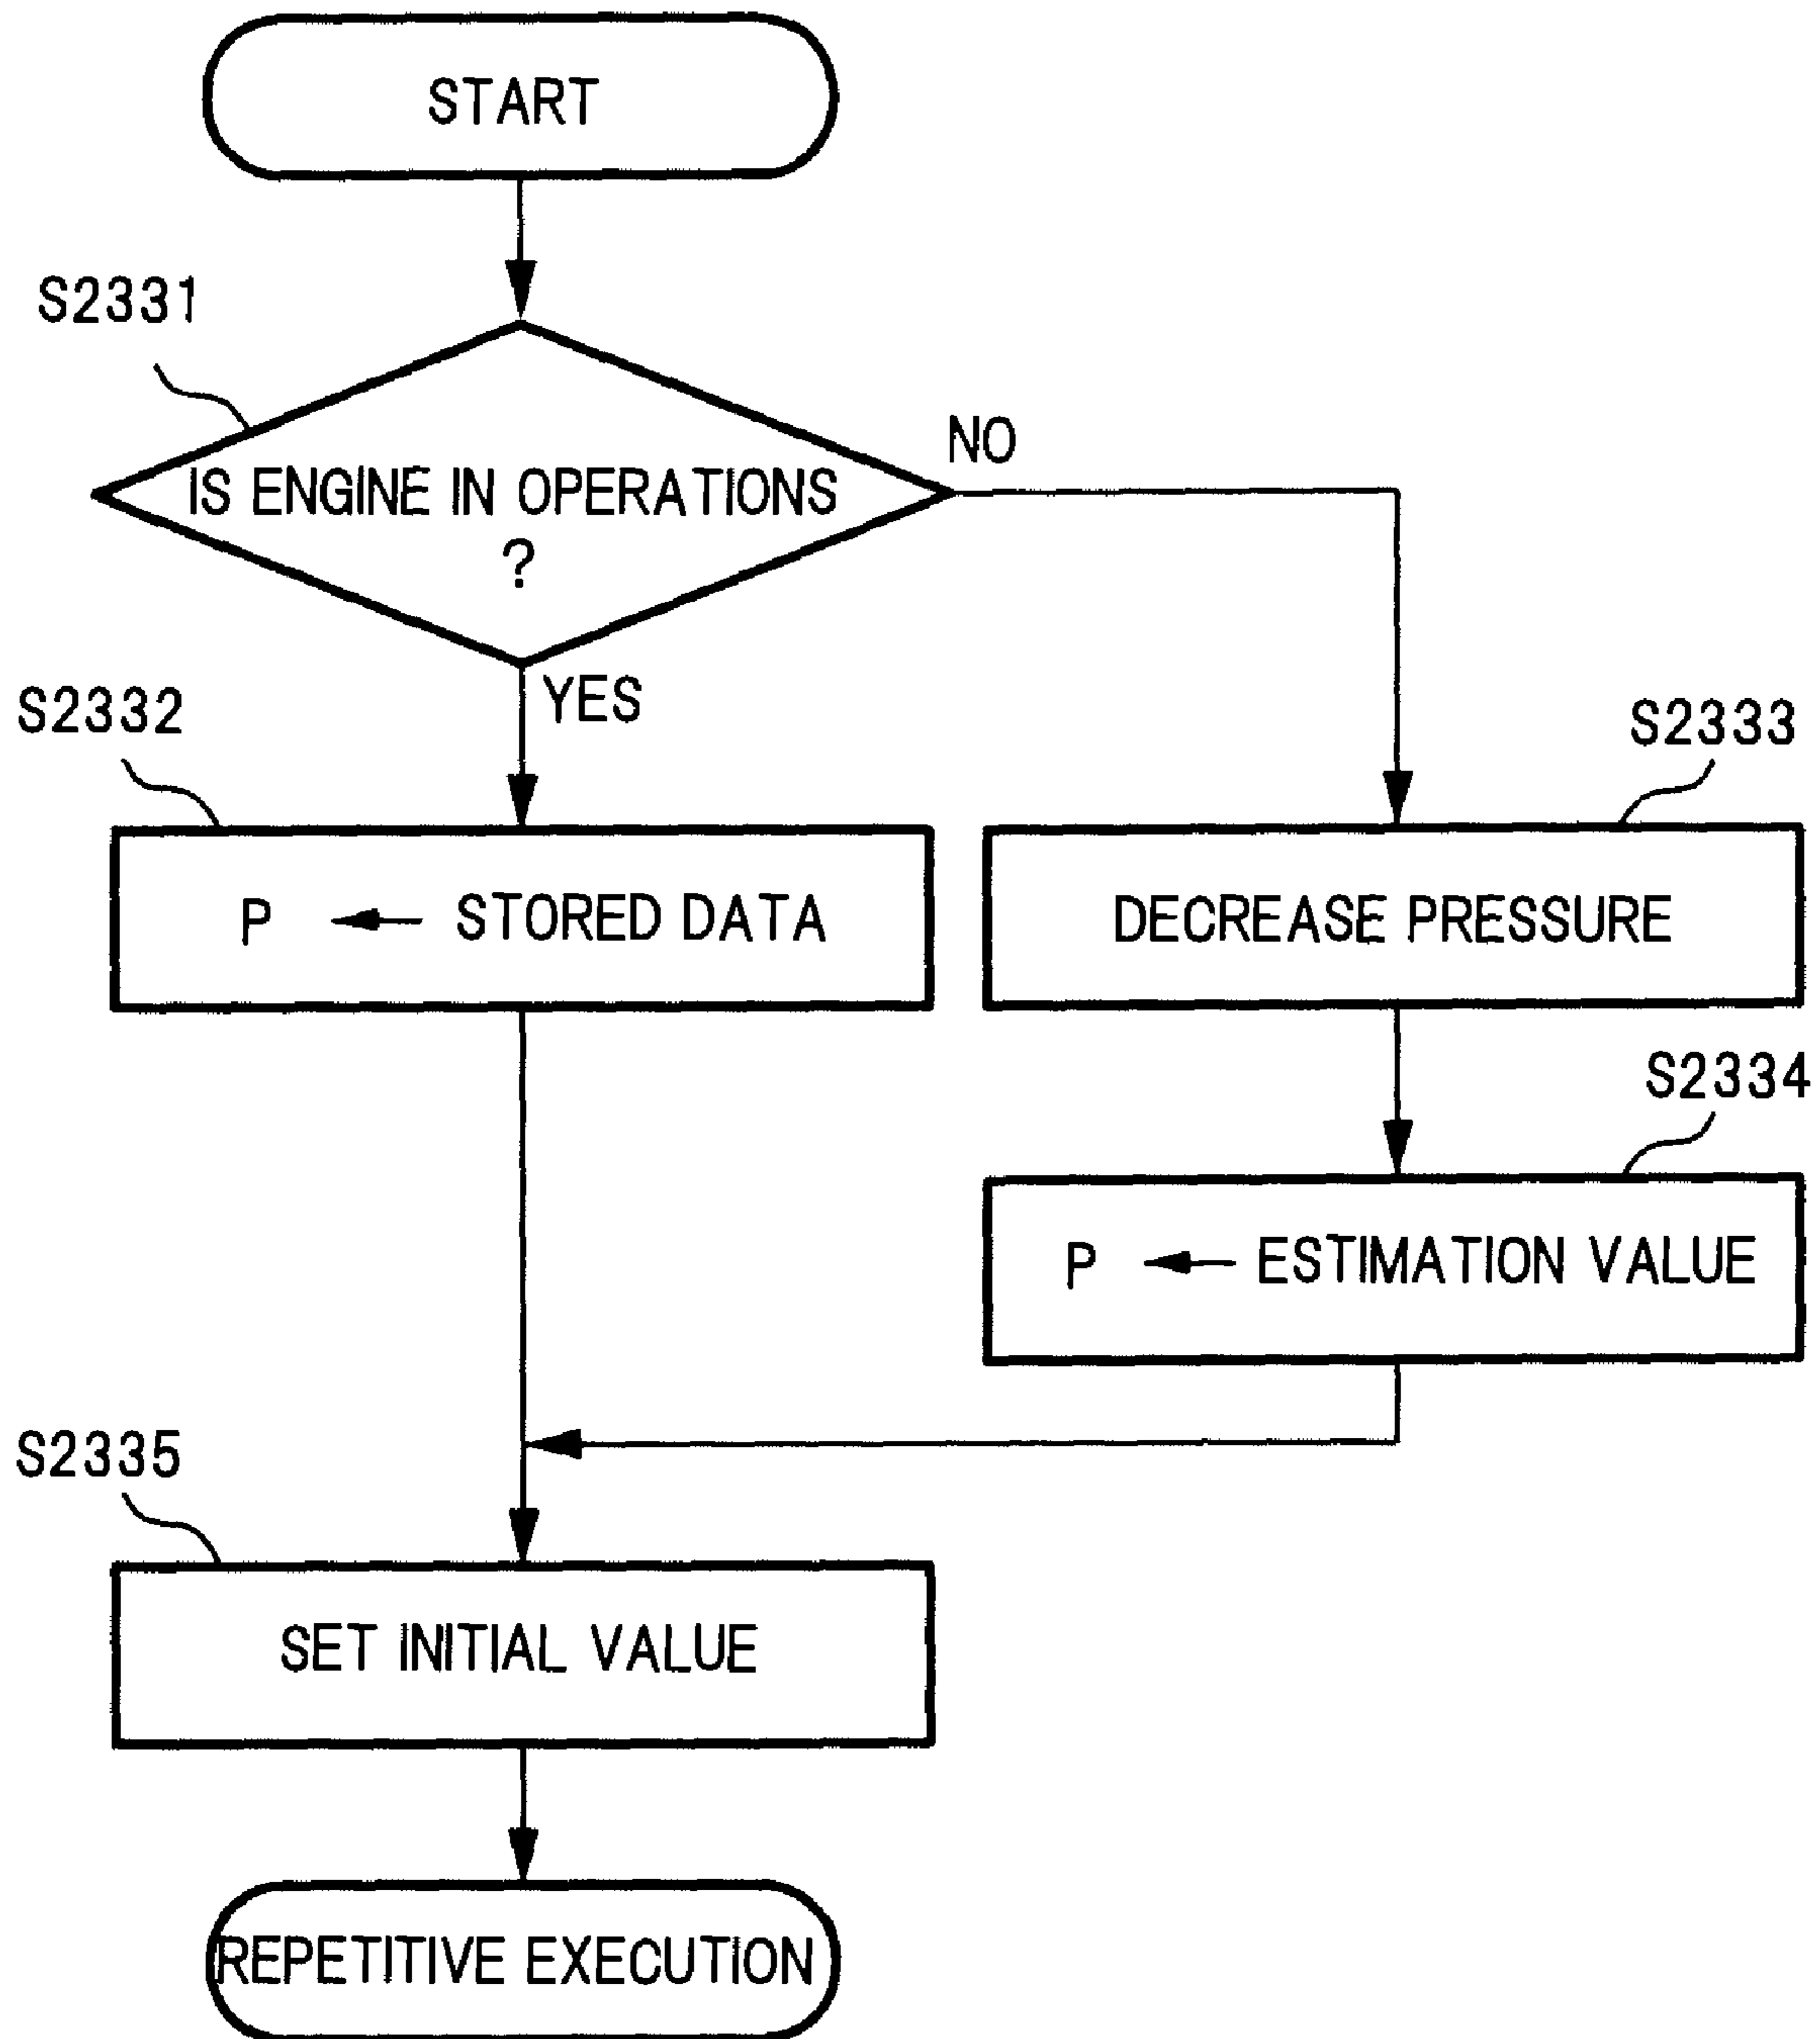 START
S2331
IS ENGINE IN OPERATIONS
?
NO
YES
S2332
S2333
P ← STORED DATA
DECREASE PRESSURE
S2334
P ← ESTIMATION VALUE
S2335
SET INITIAL VALUE
REPETITIVE EXECUTION